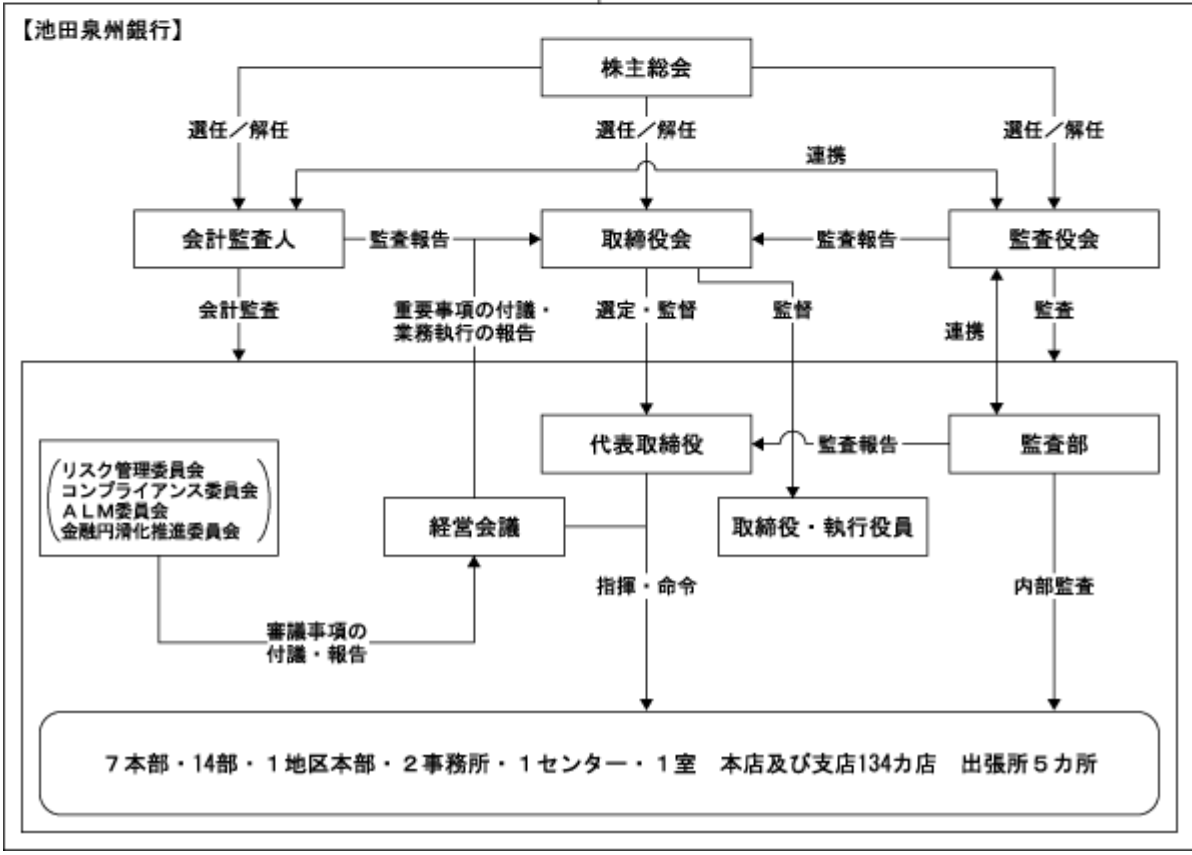 【池田泉州銀行】
株主総会
選任／解任
選任／解任
選任／解任
連携
会計監査人
監査報告
取締役会
監査報告
監査役会
会計監査
重要事項の付議・
業務執行の報告
選定・監督
監督
連携
監査
代表取締役
監査報告
監査部
リスク管理委員会
コンプライアンス委員会
ＡＬＭ委員会
金融円滑化推進委員会
経営会議
取締役・執行役員
指揮・命令
内部監査
審議事項の
付議・報告
７本部・14部・１地区本部・２事務所・１センター・１室　本店及び支店134カ店　出張所５カ所